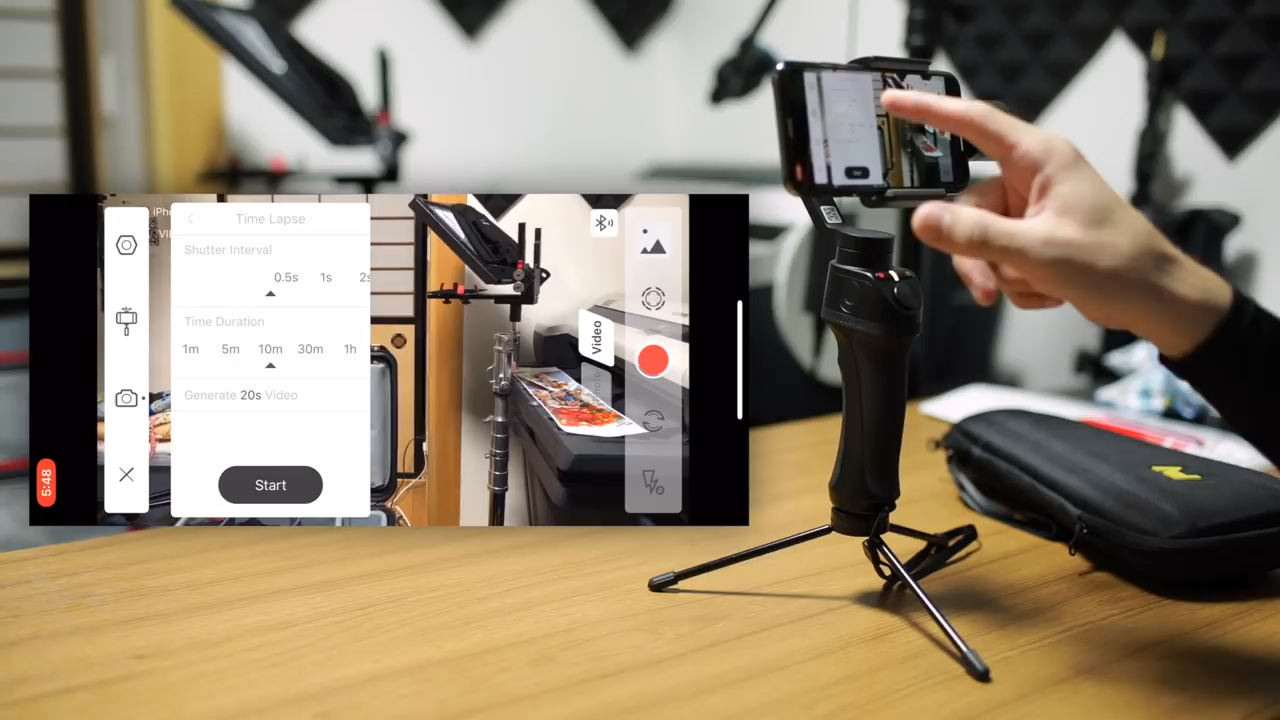 Time Lapse
Shutter Interval
0.5s 1s
Time Duration
1m 5m 10m 30m 1h
Generate 20s Video
Start
5:48
Video